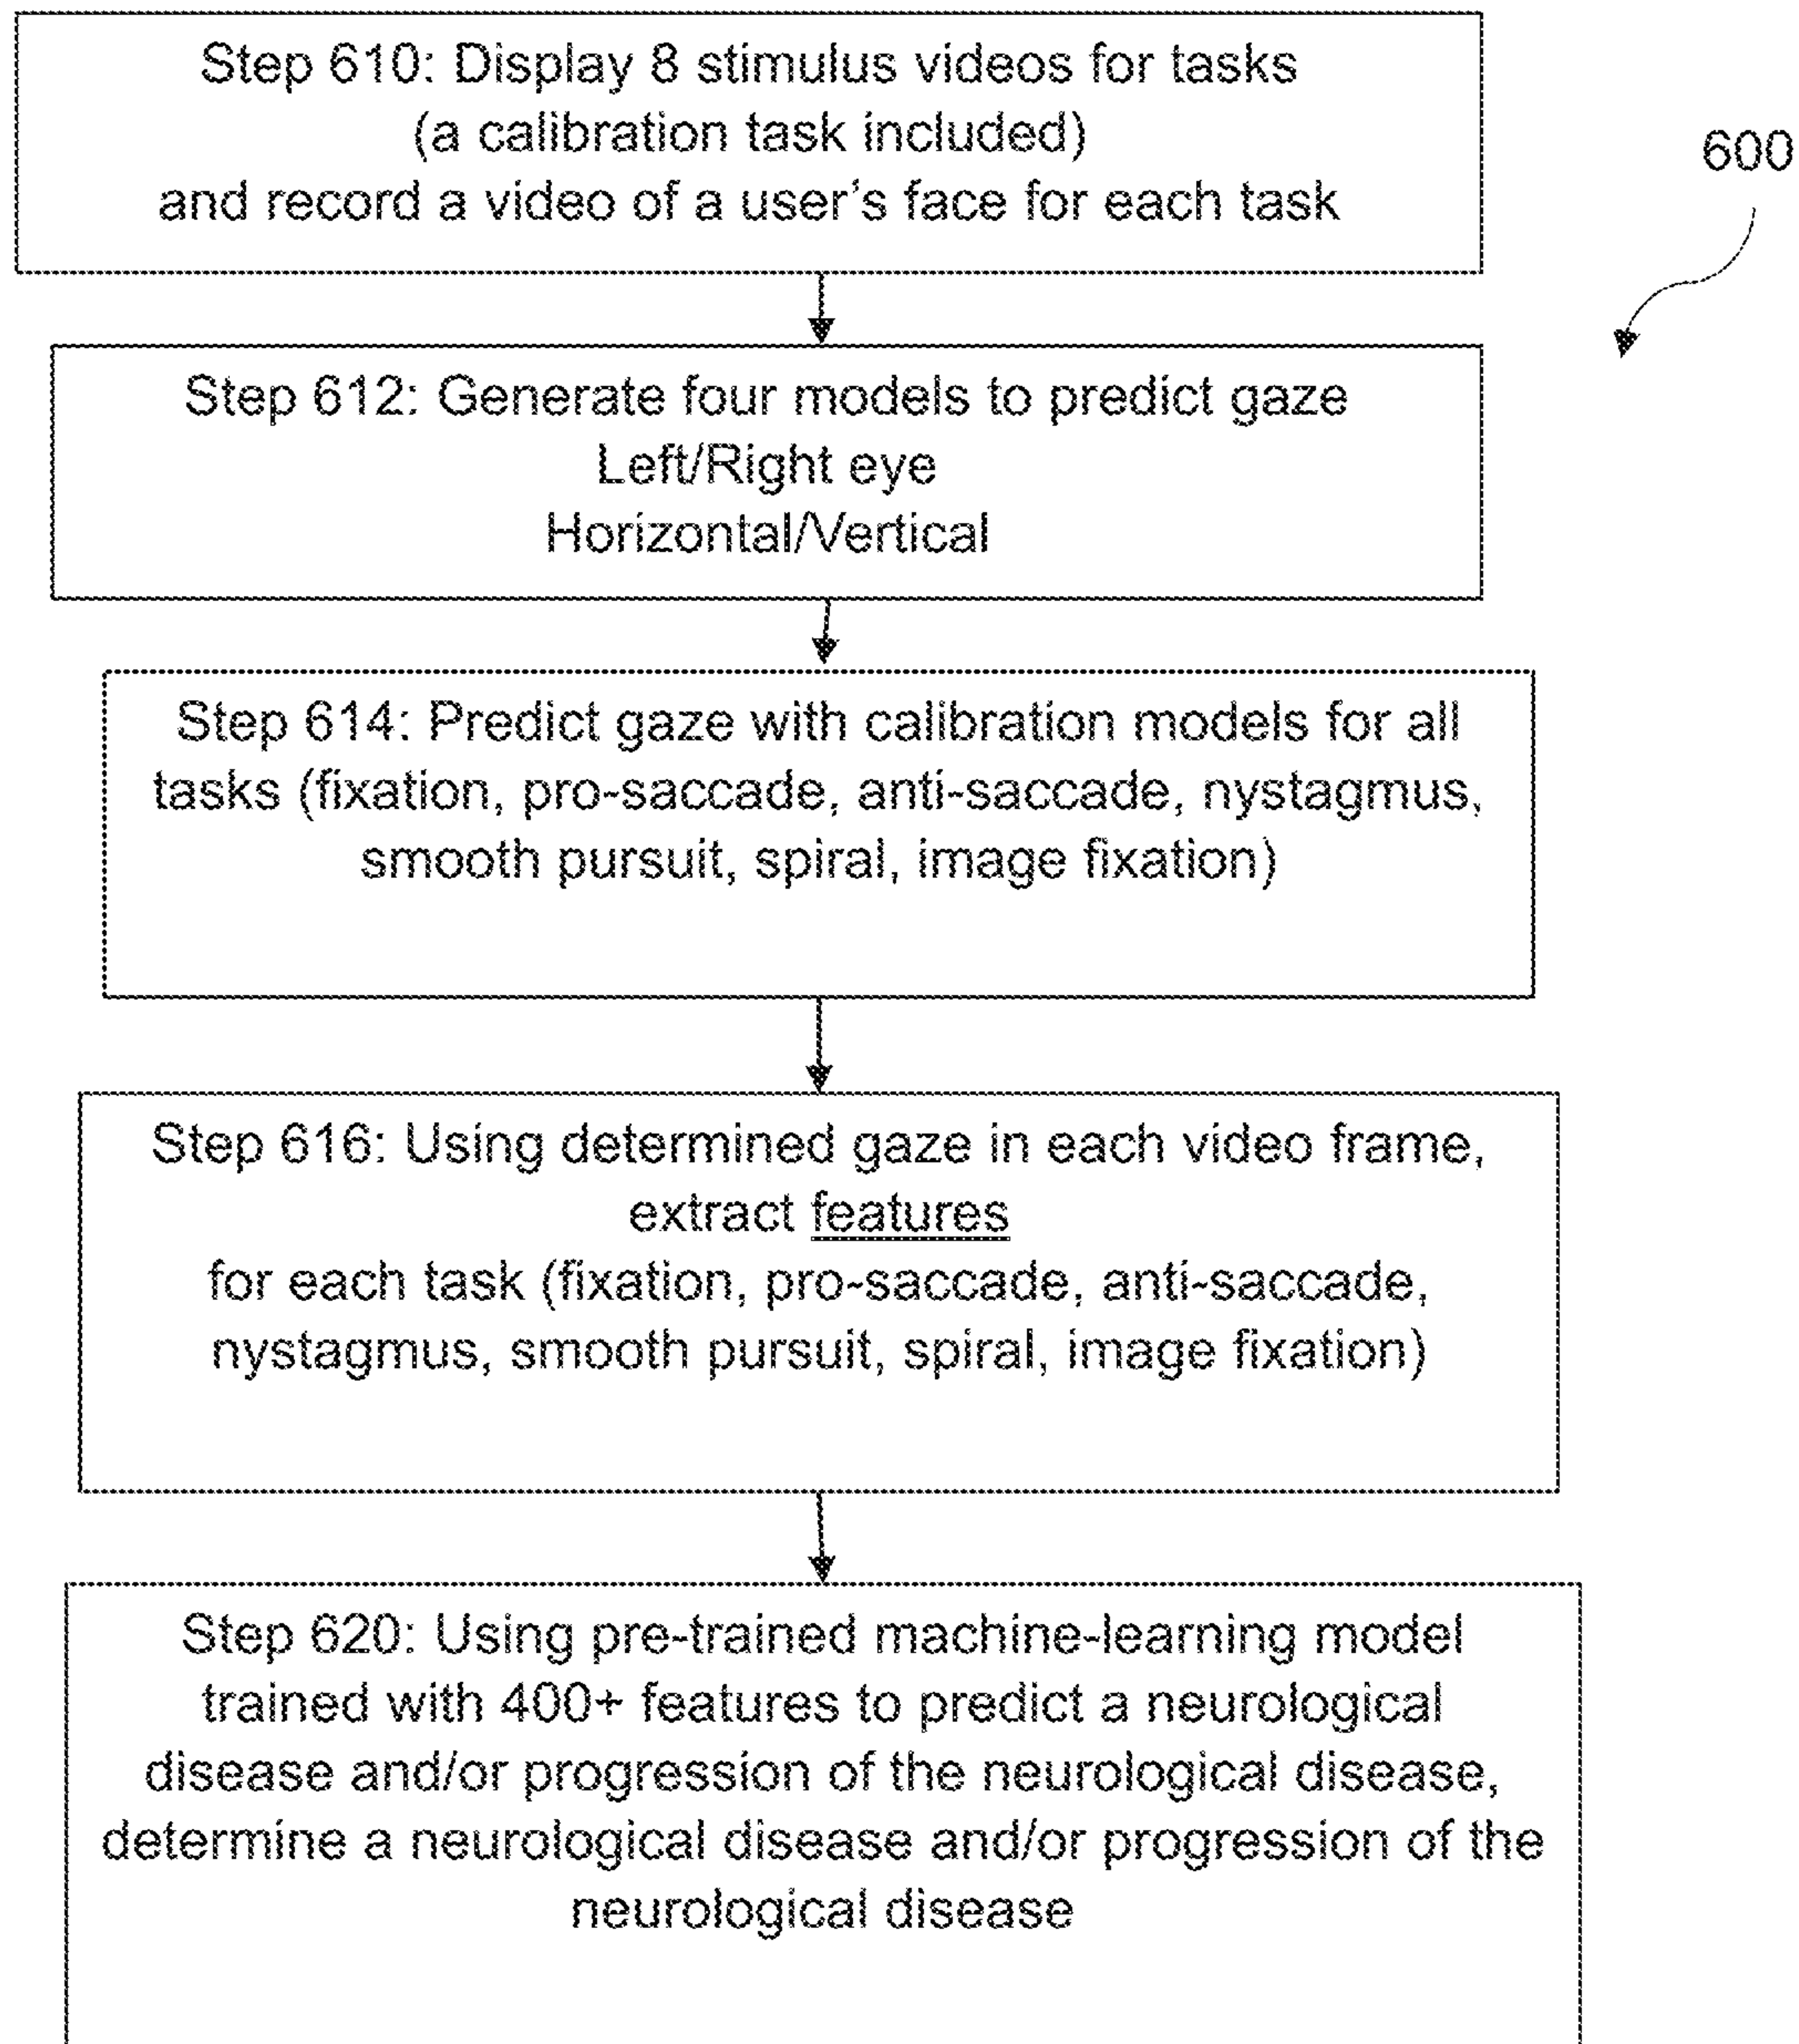 Step 610: Display 8 stimulus videos for tasks
(a calibration task included)
and record a video of a user's face for each task
600
Step 612: Generate four models to predict gaze
Left/Right eye
Horizontal/Vertical
Step 614: Predict gaze with calibration models for all
tasks (fixation, pro-saccade, anti-saccade, nystagmus,
smooth pursuit, spiral, image fixation)
Step 616: Using determined gaze in each video frame,
extract features
for each task (fixation, pro-saccade, anti-saccade,
nystagmus, smooth pursuit, spiral, image fixation)
Step 620: Using pre-trained machine-learning model
trained with 400+ features to predict a neurological
disease and/or progression of the neurological disease,
determine a neurological disease and/or progression of the
neurological disease